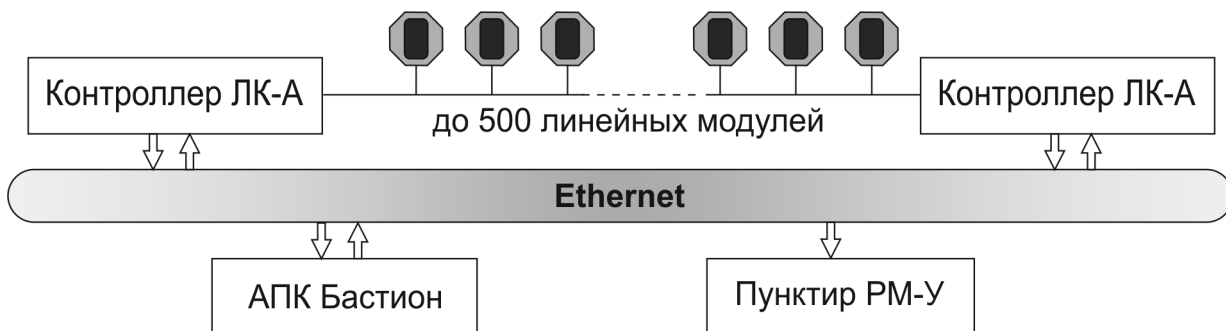 Контроллер ЛК-А
Контроллер ЛК-А
до 500 линейных модулей
Ethernet
АПК Бастион
Пунктир РМ-У